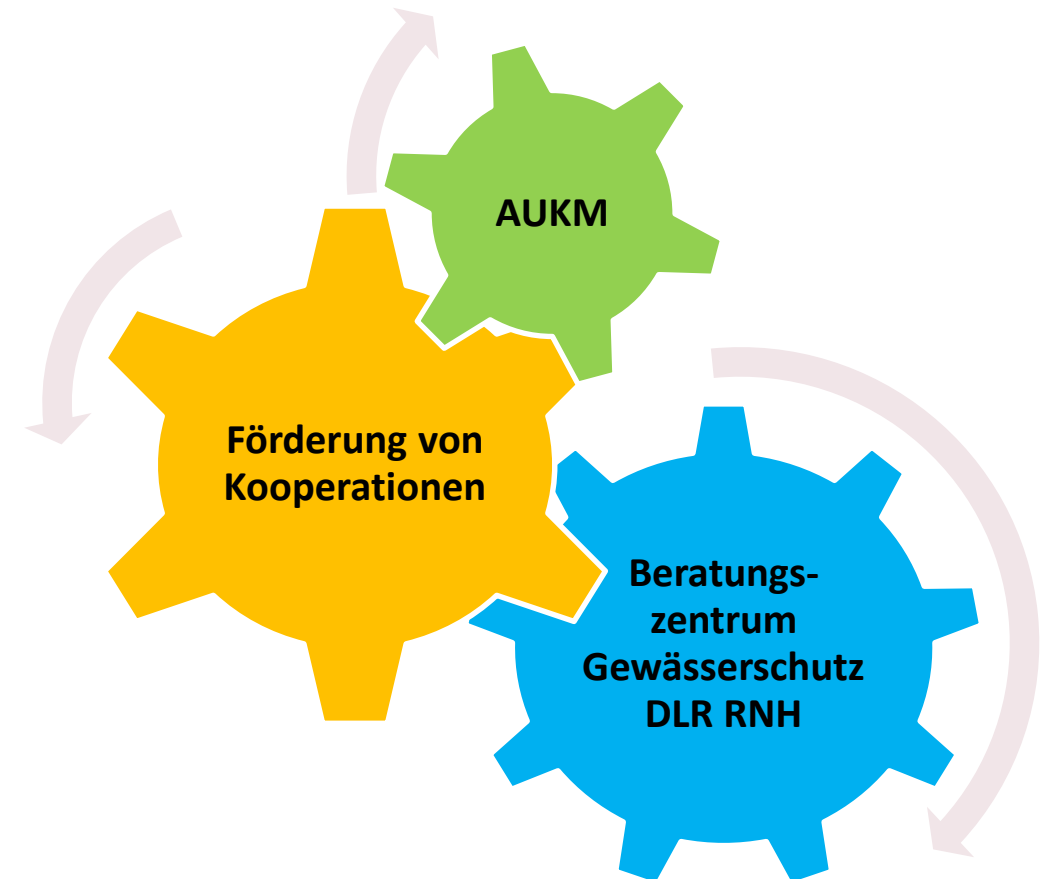 AUKM
Förderung von
Kooperationen
Beratungs-
zentrum
Gewässerschutz
DLR RNH